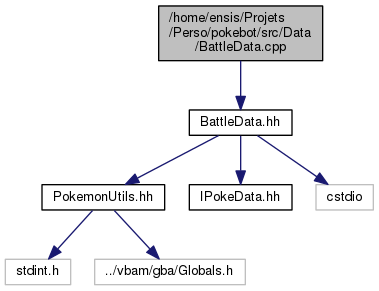 /home/ensis/Projets
/Perso/pokebot/src/Data
/BattleData.cpp
BattleData.hh
PokemonUtils.hh
IPokeData.hh
cstdio
stdint.h
../vbam/gba/Globals.h